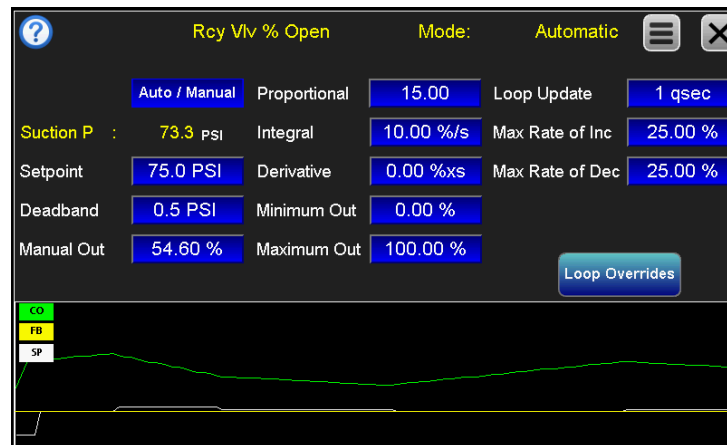 ? Rcy Vlv % Open Mode: Automatic
Auto / Manual Proportional 15.00 Loop Update 1 qsec
Suction P : 73.3 PSI Integral 10.00 %/s Max Rate of Inc 25.00 %
Setpoint 75.0 PSI Derivative 0.00 %xs Max Rate of Dec 25.00 %
Deadband 0.5 PSI Minimum Out 0.00 %
Manual Out 54.60 % Maximum Out 100.00 %
Loop Overrides
CO
FB
SP